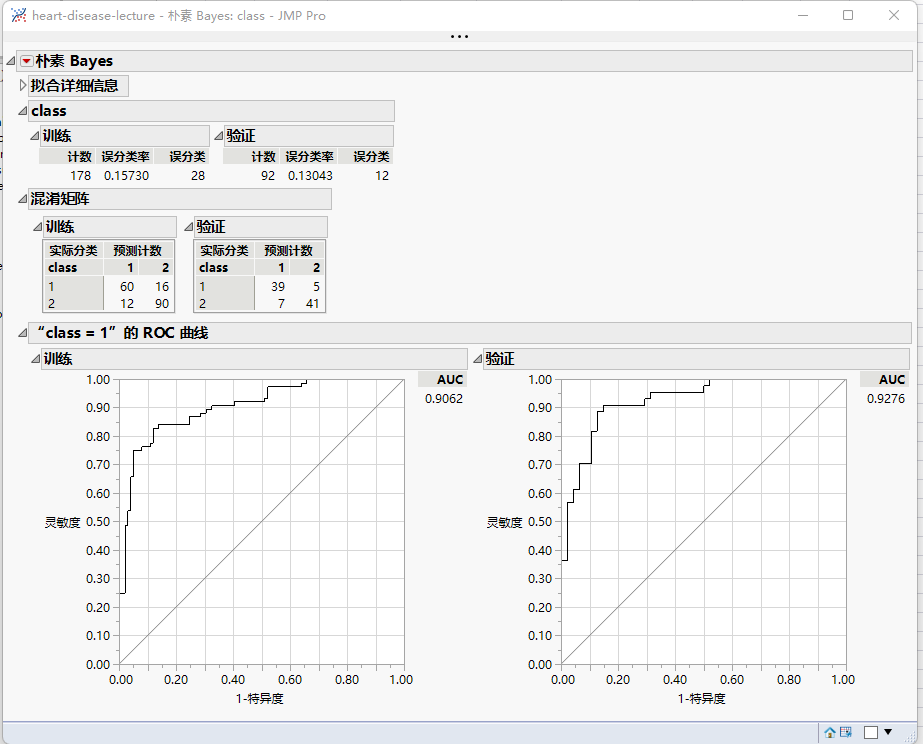 heart-disease-lecture - 朴素 Bayes: class - JMP Pro
朴素 Bayes
拟合详细信息
class
训练 验证
计数 误分类率 误分类 计数 误分类率 误分类
178 0.15730 28 92 0.13043 12
混淆矩阵
训练 验证
实际分类 预测计数 实际分类 预测计数
class 1 2 class 1 2
1 60 16 1 39 5
2 12 90 2 7 41
“class = 1”的 ROC 曲线
训练 验证
1.00 AUC 1.00 AUC
0.90 0.9062 0.90 0.9276
0.80 0.80
0.70 0.70
0.60 0.60
灵敏度 0.50 灵敏度 0.50
0.40 0.40
0.30 0.30
0.20 0.20
0.10 0.10
0.00 0.00
0.00 0.20 0.40 0.60 0.80 1.00 0.00 0.20 0.40 0.60 0.80 1.00
1-特异度 1-特异度